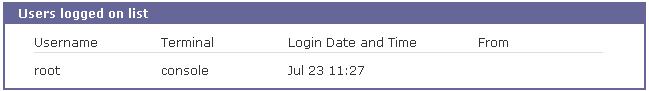 Users logged on list
Username Terminal Login Date and Time From
root console Jul 23 11:27